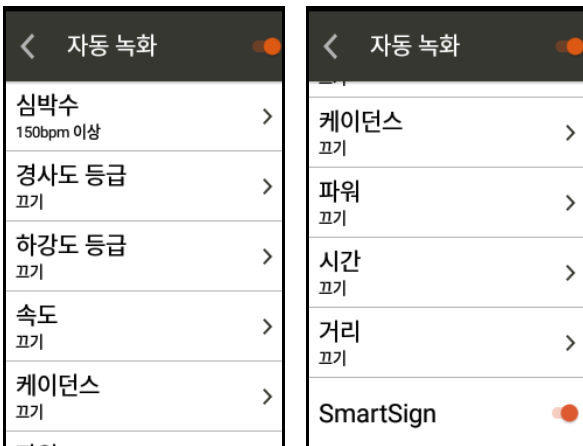 자동 녹화
심박수
150bpm 이상
경사도 등급
끄기
하강도 등급
끄기
속도
끄기
케이던스
끄기
자동 녹화
케이던스
끄기
파워
끄기
시간
끄기
거리
끄기
SmartSign